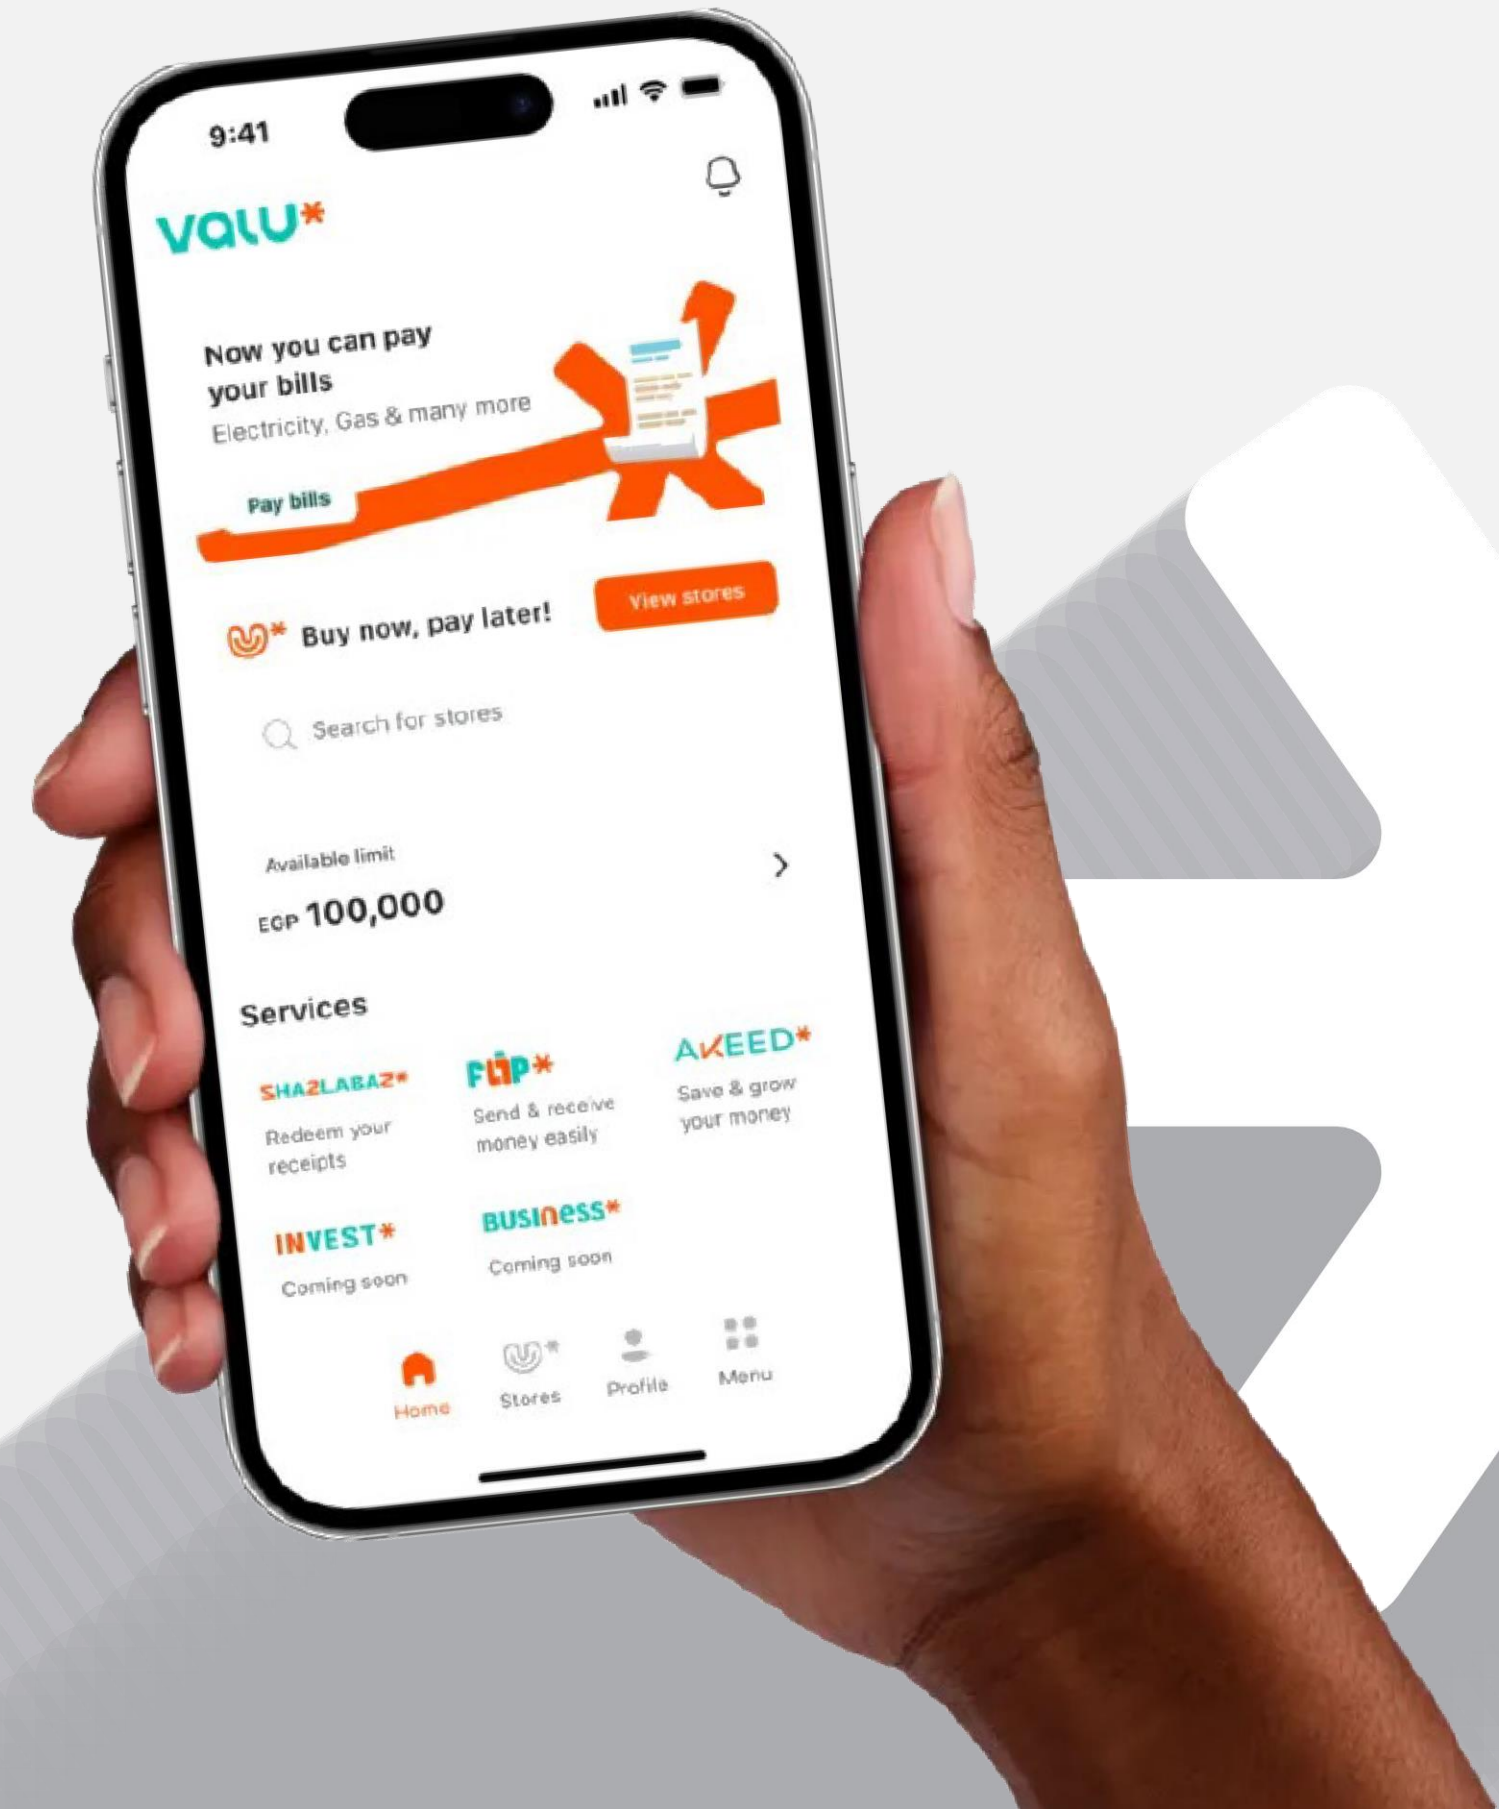 9:41
valu*
Now you can pay
your bills
Electricity, Gas & many more
Pay bills
Buy now, pay later!
View stores
Search for stores
Available limit
EGP 100,000
Services
SHA2LABAZ*
Redeem your
receipts
FLIP*
Send & receive
money easily
AKEED*
Save & grow
your money
INVEST*
Coming soon
BUSINESS*
Coming soon
Home
Stores
Profile
Menu